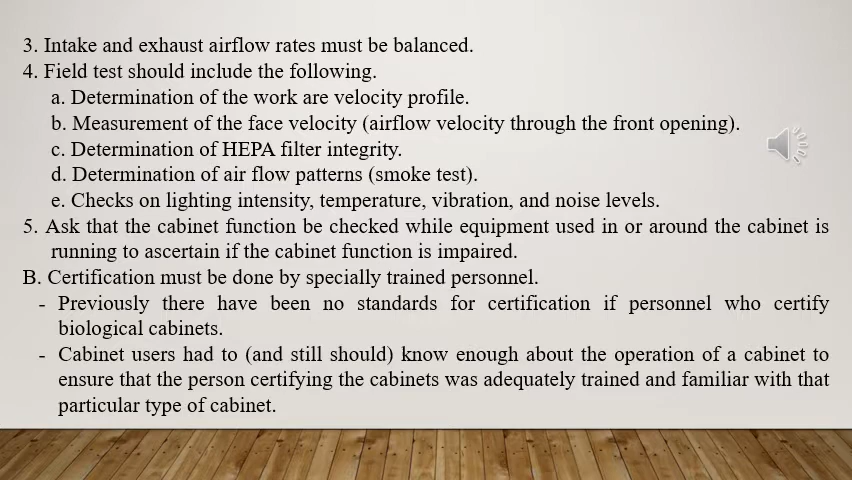 3. Intake and exhaust airflow rates must be balanced.
4. Field test should include the following.
a. Determination of the work are velocity profile.
b. Measurement of the face velocity (airflow velocity through the front opening).
c. Determination of HEPA filter integrity.
d. Determination of air flow patterns (smoke test).
e. Checks on lighting intensity, temperature, vibration, and noise levels.
5. Ask that the cabinet function be checked while equipment used in or around the cabinet is
running to ascertain if the cabinet function is impaired.
B. Certification must be done by specially trained personnel.
- Previously there have been no standards for certification if personnel who certify
biological cabinets.
- Cabinet users had to (and still should) know enough about the operation of a cabinet to
ensure that the person certifying the cabinets was adequately trained and familiar with that
particular type of cabinet.